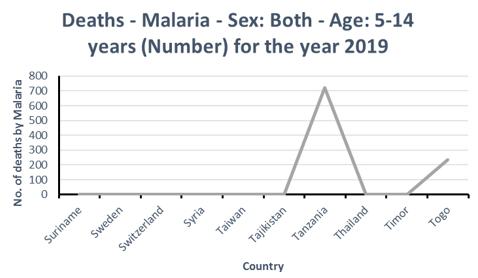 Deaths - Malaria - Sex: Both - Age: 5-14
years (Number) for the year 2019
No. of deaths by Malaria
800
700
600
500
400
300
200
100
0
Suriname
Sweden
Switzerland
Syria
Taiwan
Tajikistan
Tanzania
Thailand
Timor
Togo
Country